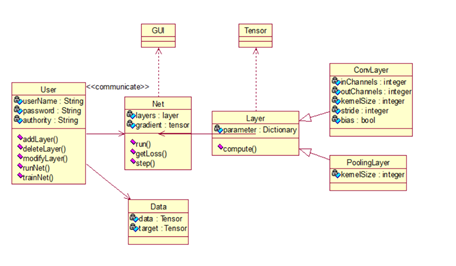 GUI
Tensor
User
userName : String
password : String
authority : String
addLayer()
deleteLayer()
modifyLayer()
runNet()
trainNet()
<<communicate>>
Net
layers : layer
gradient : tensor
run()
getLoss()
step()
Layer
parameter : Dictionary
compute()
ConvLayer
inChannels : integer
outChannels : integer
kernelSize : integer
stride : integer
bias : bool
PoolingLayer
kernelSize : integer
Data
data : Tensor
target : Tensor